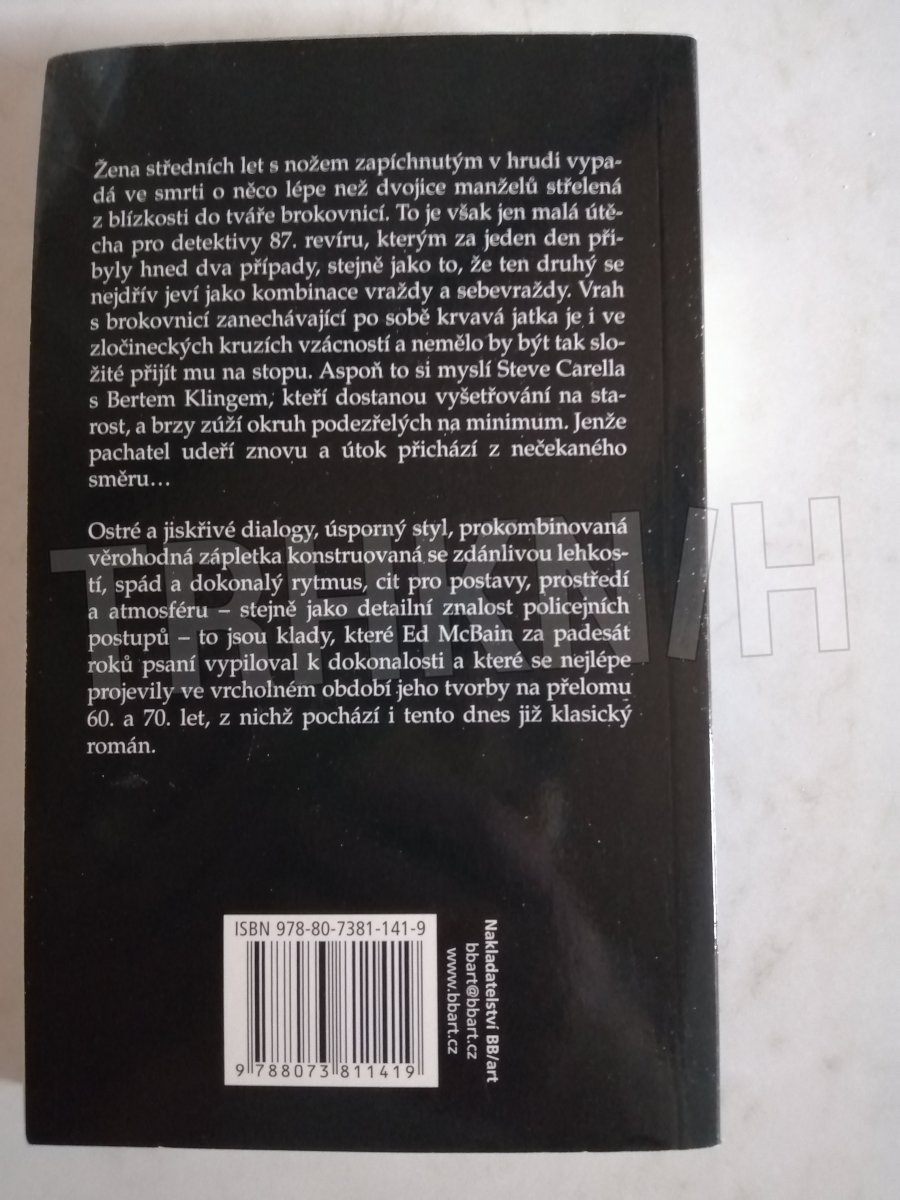 Žena středních let s nožem zapíchnutým v hrudi vypa-
dá ve smrti o něco lépe než dvojice manželů střelená
z blízkosti do tváře brokovnicí. To je však jen malá útě-
cha pro detektivy 87. revíru, kterým za jeden den při-
byly hned dva případy, stejně jako to, že ten druhý se
nejdřív jeví jako kombinace vraždy a sebevraždy. Vrah
s brokovnicí zanechávající po sobě krvavá jatka je i ve
zločineckých kruzích vzácností a nemělo by být tak slo-
žité přijít mu na stopu. Aspoň to si myslí Steve Carella
s Bertem Klingem, kteří dostanou vyšetřování na sta-
rost, a brzy zúží okruh podezřelých na minimum. Jenže
pachatel udeří znovu a útok přichází z nečekaného
směru...
Ostré a jiskřivé dialogy, úsporný styl, prokombinovaná
věrohodná zápletka konstruovaná se zdánlivou lehkos-
tí, spád a dokonalý rytmus, cit pro postavy, prostředí
a atmosféru – stejně jako detailní znalost policejních
postupů – to jsou klady, které Ed McBain za padesát
roků psaní vypiloval k dokonalosti a které se nejlépe
projevily ve vrcholném období jeho tvorby na přelomu
60. a 70. let, z nichž pochází i tento dnes již klasický
román.
TRHKN/H
ISBN 978-80-7381-141-9
9 788073 811419
Nakladatelství BB/art
bbart@bbart.cz
www.bbart.cz